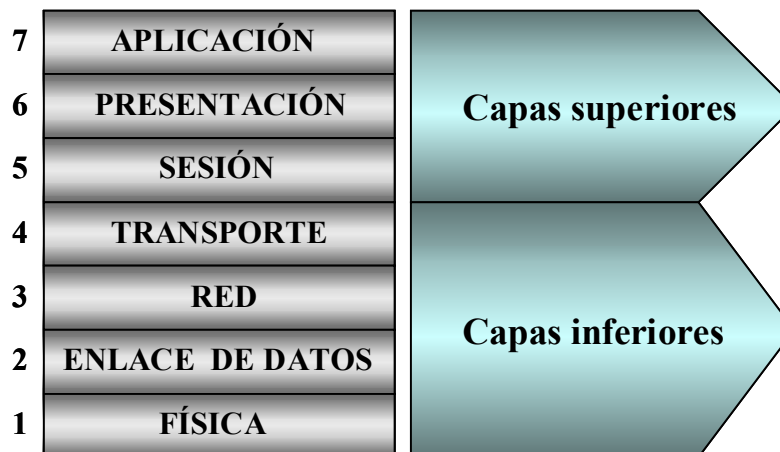 7 APLICACIÓN
6 PRESENTACIÓN
5 SESIÓN
Capas superiores
4 TRANSPORTE
3 RED
2 ENLACE DE DATOS
1 FÍSICA
Capas inferiores